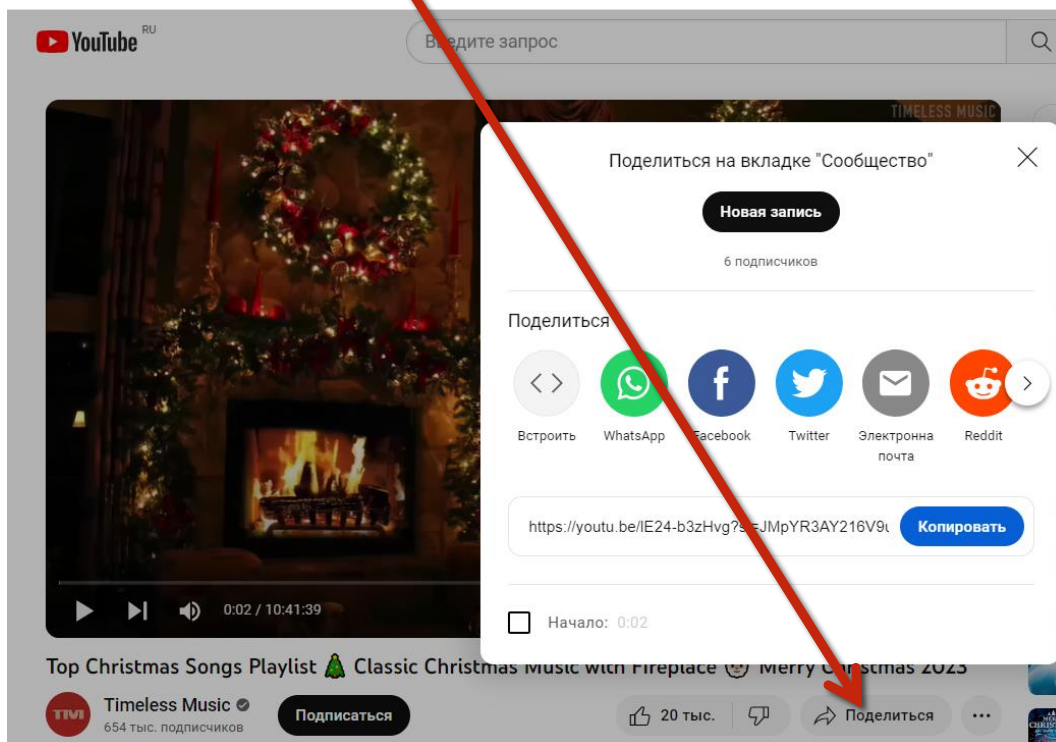 YouTube RU
Введите запрос
TIMELESS MUSIC
Поделиться на вкладке "Сообщество"
Новая запись
6 подписчиков
Поделиться
Встроить
WhatsApp
Facebook
Twitter
Электронна
почта
Reddit
https://youtu.be/IE24-b3zHvg?si=JMpYR3AY216V9u
Копировать
0:02 / 10:41:39
Начало: 0:02
Top Christmas Songs Playlist 🎄 Classic Christmas Music with Fireplace 🎅 Merry Christmas 2023
TMI
Timeless Music
654 тыс. подписчиков
Подписаться
20 тыс.
Поделиться